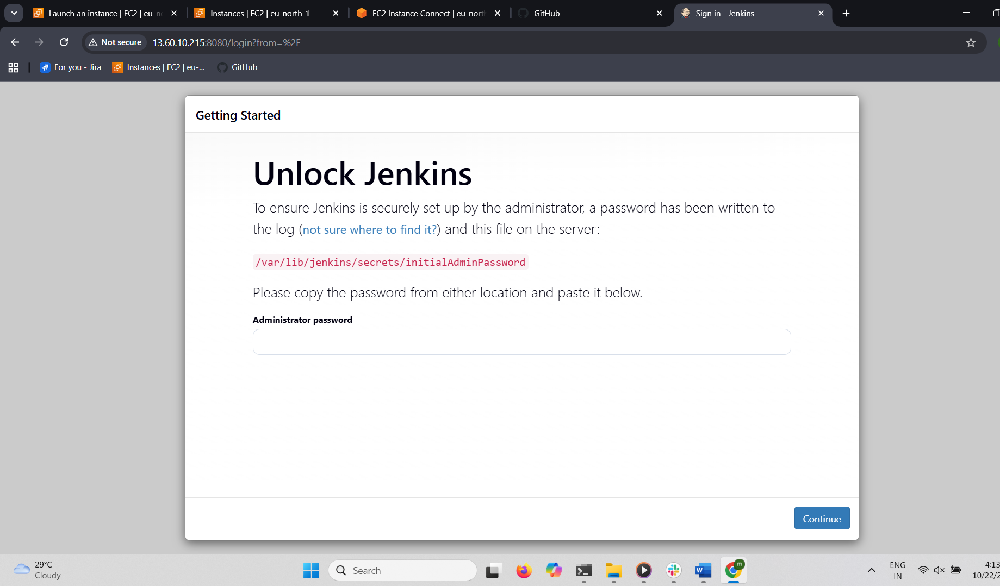 Launch an instance | EC2 | eu-no
Instances | EC2 | eu-north-1
EC2 Instance Connect | eu-nort
GitHub
Sign in - Jenkins
Not secure
13.60.10.215:8080/login?from=%2F
For you - Jira
Instances | EC2 | eu-...
GitHub
Getting Started
Unlock Jenkins
To ensure Jenkins is securely set up by the administrator, a password has been written to
the log (not sure where to find it?) and this file on the server:
/var/lib/jenkins/secrets/initialAdminPassword
Please copy the password from either location and paste it below.
Administrator password
Continue
29°C
Cloudy
Search
m
ENG
IN
4:13
10/22/2